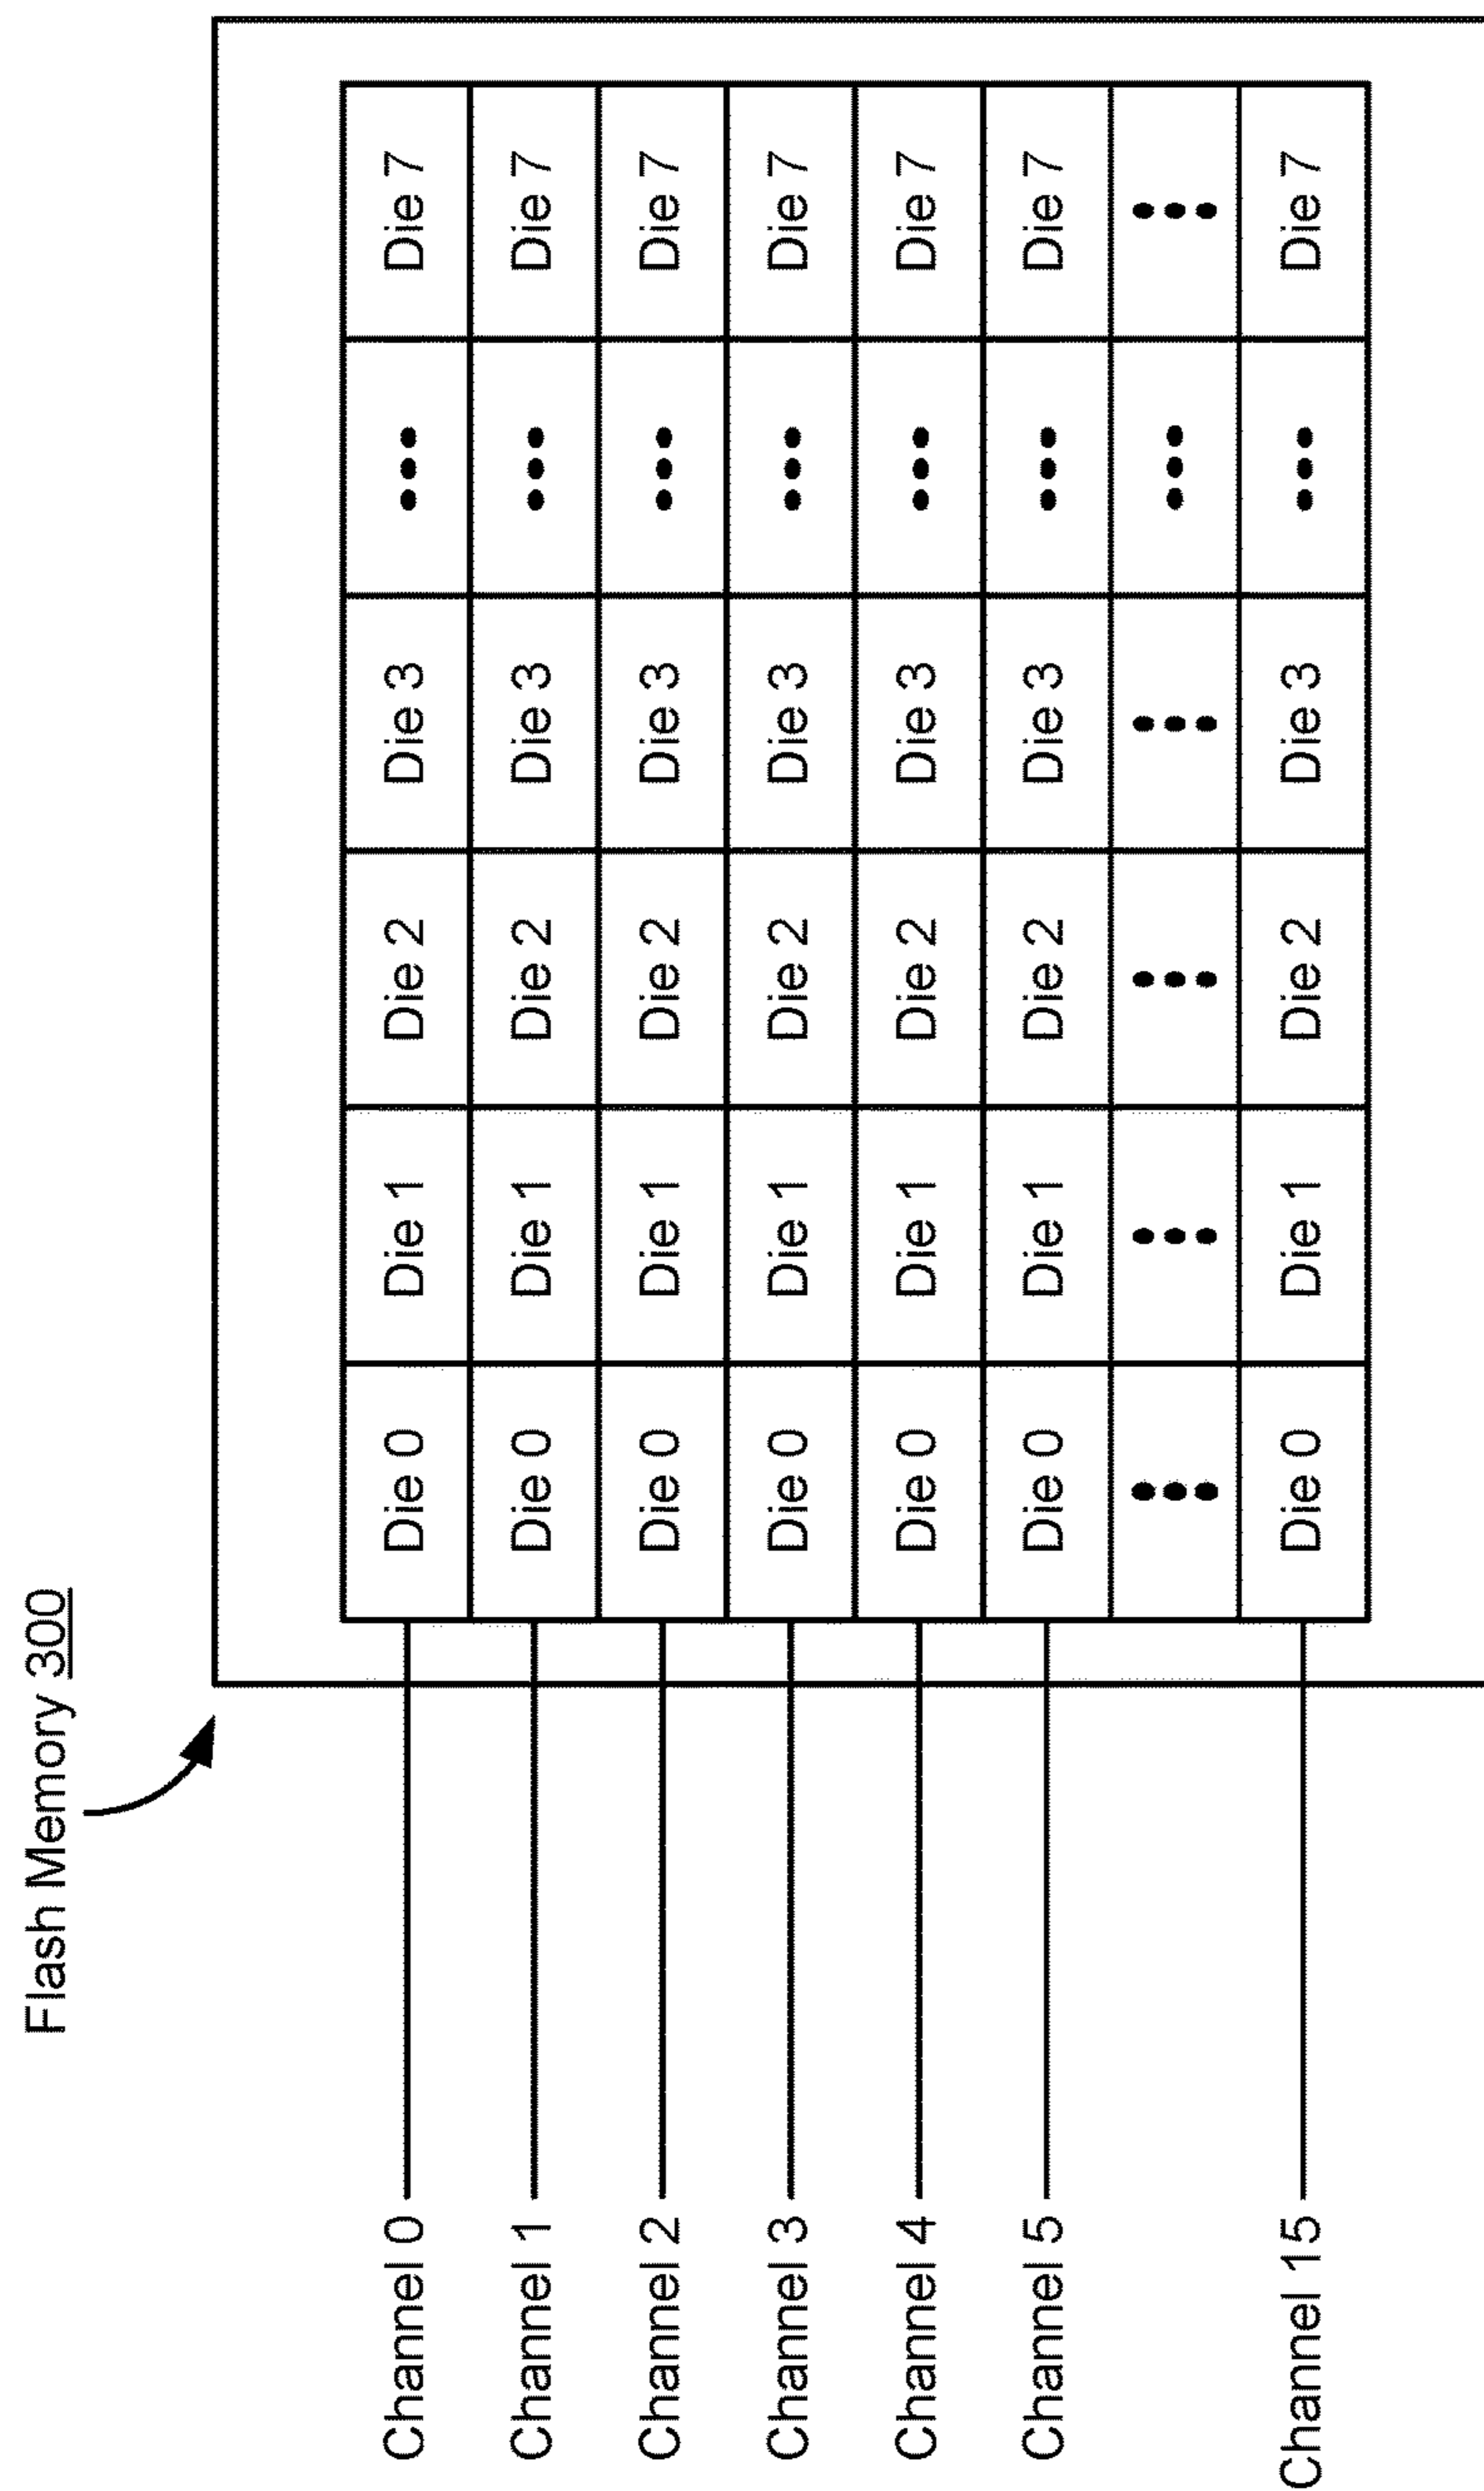 Flash Memory 300
Channel 0 Die 0 Die 1 Die 2 Die 3 ••• Die 7
Channel 1 Die 0 Die 1 Die 2 Die 3 ••• Die 7
Channel 2 Die 0 Die 1 Die 2 Die 3 ••• Die 7
Channel 3 Die 0 Die 1 Die 2 Die 3 ••• Die 7
Channel 4 Die 0 Die 1 Die 2 Die 3 ••• Die 7
Channel 5 Die 0 Die 1 Die 2 Die 3 ••• Die 7
••• ••• ••• ••• ••• •••
Channel 15 Die 0 Die 1 Die 2 Die 3 ••• Die 7